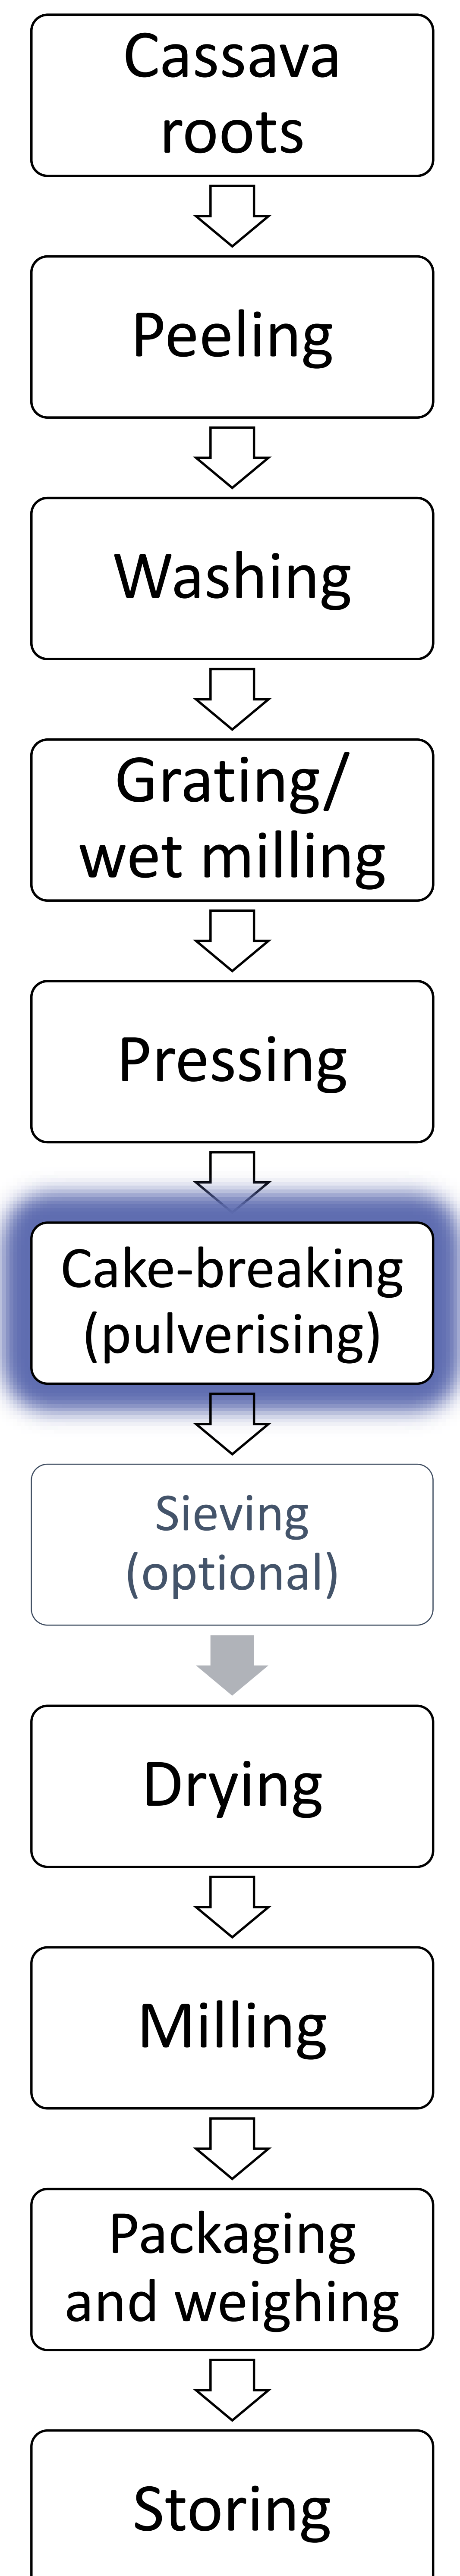 Cassava
roots
Peeling
Washing
Grating/
wet milling
Pressing
Cake-breaking
(pulverising)
Sieving
(optional)
Drying
Milling
Packaging
and weighing
Storing